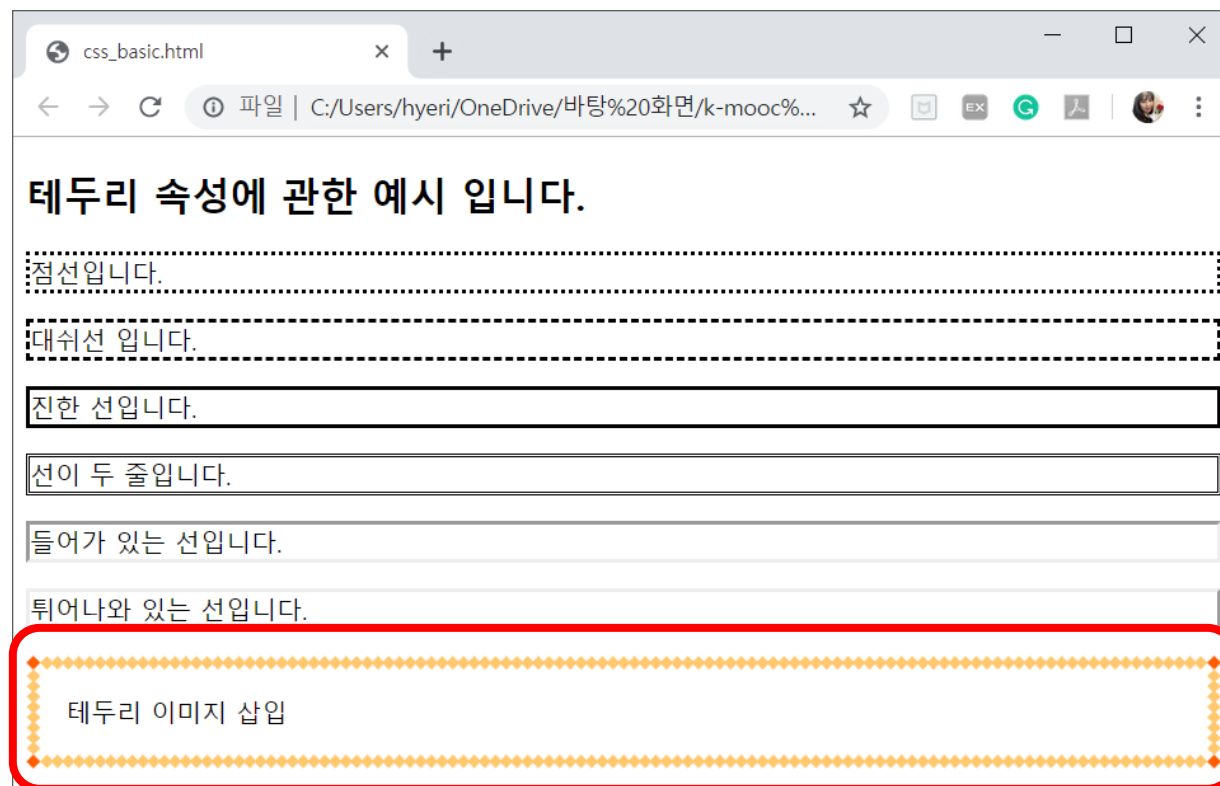 css_basic.html
파일 | C:/Users/hyeri/OneDrive/바탕%20화면/k-mooc%...
EX
테두리 속성에 관한 예시 입니다.
점선입니다.
대쉬선 입니다.
진한 선입니다.
선이 두 줄입니다.
들어가 있는 선입니다.
튀어나와 있는 선입니다.
테두리 이미지 삽입